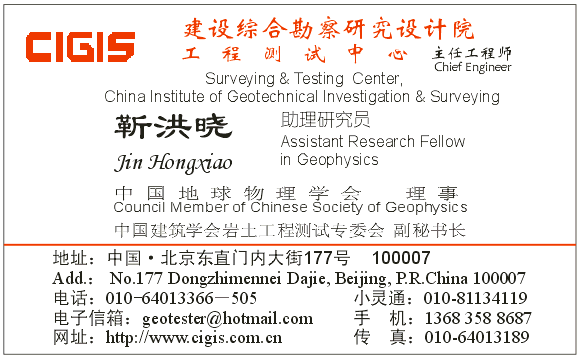 CIGIS
建设综合勘察研究设计院
工程测试中心 主任工程师
Chief Engineer
Surveying & Testing Center,
China Institute of Geotechnical Investigation & Surveying
靳洪晓 助理研究员
Jin Hongxiao Assistant Research Fellow
in Geophysics
中国地球物理学会 理事
Council Member of Chinese Society of Geophysics
中国建筑学会岩土工程测试专委会 副秘书长
地址：中国·北京东直门内大街177号 100007
Add.： No.177 Dongzhimennei Dajie, Beijing, P.R.China 100007
电话：010-64013366-505 小灵通：010-81134119
电子信箱：geotester@hotmail.com 手 机：1368 358 8687
网址：http://www.cigis.com.cn 传 真：010-64013189